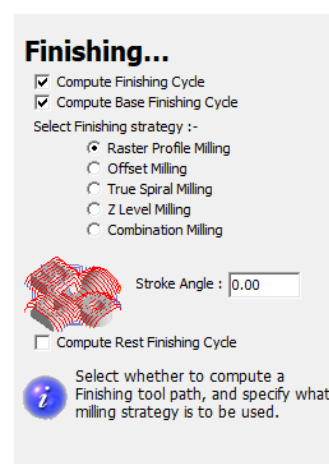 Finishing...
Compute Finishing Cycle
Compute Base Finishing Cycle
Select Finishing strategy :-
Raster Profile Milling
Offset Milling
True Spiral Milling
Z Level Milling
Combination Milling
Stroke Angle : 0.00
Compute Rest Finishing Cycle
Select whether to compute a
Finishing tool path, and specify what
milling strategy is to be used.